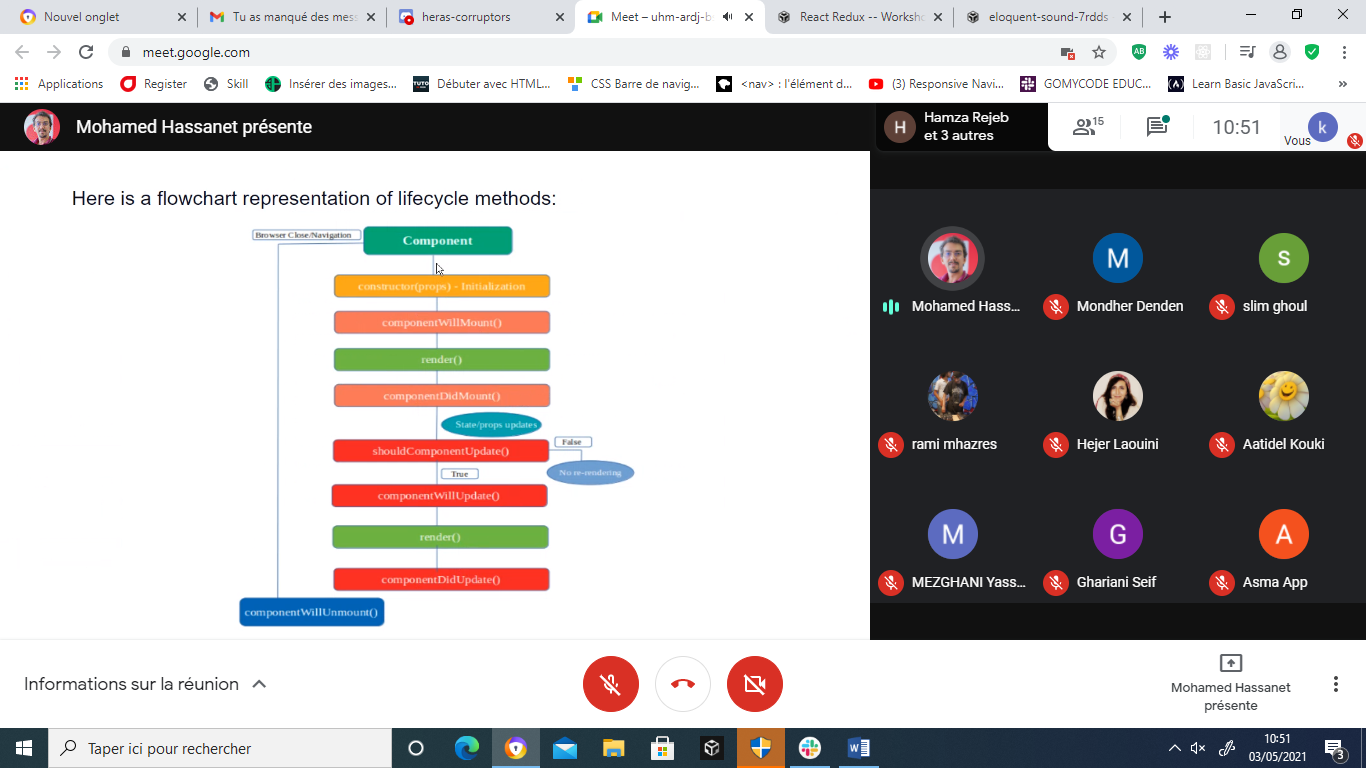 Nouvel onglet
Tu as manqué des mess
heras-corruptors
Meet – uhm-ardj-b
React Redux -- Worksho
eloquent-sound-7rdds
meet.google.com
Applications
Register
Skill
Insérer des images...
Débuter avec HTML...
CSS Barre de navig...
<nav> : l'élément d...
(3) Responsive Navi...
GOMYCODE EDUC...
Learn Basic JavaScri...
»
Mohamed Hassanet présente
H
Hamza Rejeb
et 3 autres
15
10:51
Vous
k
Here is a flowchart representation of lifecycle methods:
Browser Close/Navigation
Component
constructor(props) - Initialization
componentWillMount()
render()
componentDidMount()
State/props updates
shouldComponentUpdate()
False
No re-rendering
True
componentWillUpdate()
render()
componentDidUpdate()
componentWillUnmount()
M
s
Mohamed Hass...
Mondher Denden
slim ghoul
rami mhazres
Hejer Laouini
Aatidel Kouki
M
G
A
MEZGHANI Yass...
Ghariani Seif
Asma App
Informations sur la réunion
Mohamed Hassanet
présente
Taper ici pour rechercher
10:51
03/05/2021
3